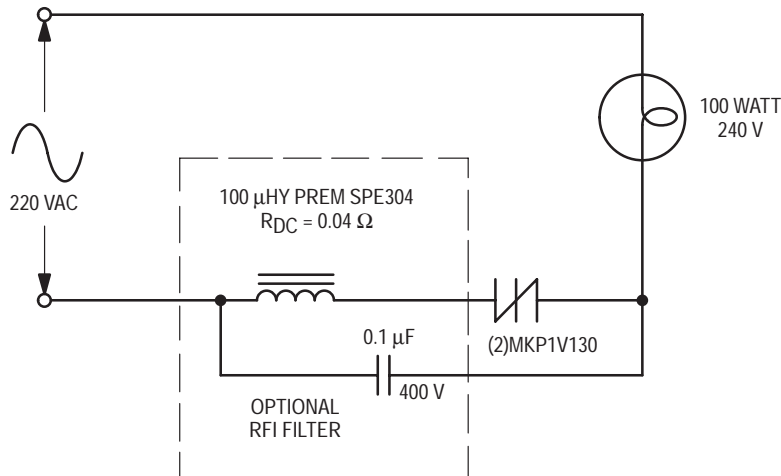 100 WATT
240 V
220 VAC
100 μHY PREM SPE304
RDC = 0.04 Ω
(2)MKP1V130
0.1 μF
400 V
OPTIONAL
RFI FILTER